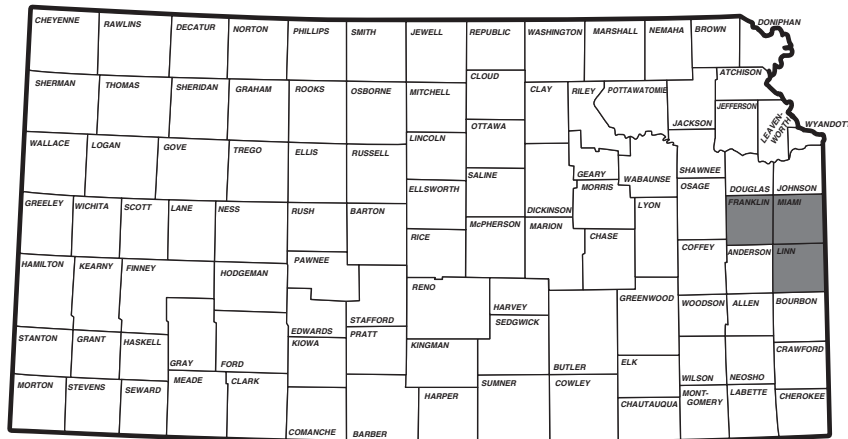 CHEYENNE RAWLINS DECATUR NORTON PHILLIPS SMITH JEWELL REPUBLIC WASHINGTON MARSHALL NEMAHA BROWN DONIPHAN
CLOUD ATCHISON
SHERMAN THOMAS SHERIDAN GRAHAM ROOKS OSBORNE MITCHELL CLAY RILEY POTTAWATOMIE
JEFFERSON
LEAVEN-
WORTH
WYANDOTT
JACKSON
OTTAWA
LINCOLN
WALLACE LOGAN GOVE TREGO ELLIS RUSSELL
SALINE GEARY SHAWNEE
WABAUNSE
ELLSWORTH MORRIS OSAGE DOUGLAS JOHNSON
GREELEY WICHITA SCOTT LANE NESS RUSH BARTON DICKINSON LYON FRANKLIN MIAMI
McPHERSON MARION
RICE CHASE
COFFEY ANDERSON LINN
HAMILTON KEARNY FINNEY HODGEMAN PAWNEE
RENO GREENWOOD
HARVEY WOODSON ALLEN BOURBON
STAFFORD SEDGWICK
EDWARDS PRATT
STANTON GRANT HASKELL KIOWA KINGMAN CRAWFORD
GRAY FORD BUTLER ELK
MORTON STEVENS SEWARD MEADE CLARK SUMNER COWLEY WILSON NEOSHO
HARPER MONT-
GOMERY
LABETTE CHEROKEE
CHAUTAUQUA
COMANCHE BARBER